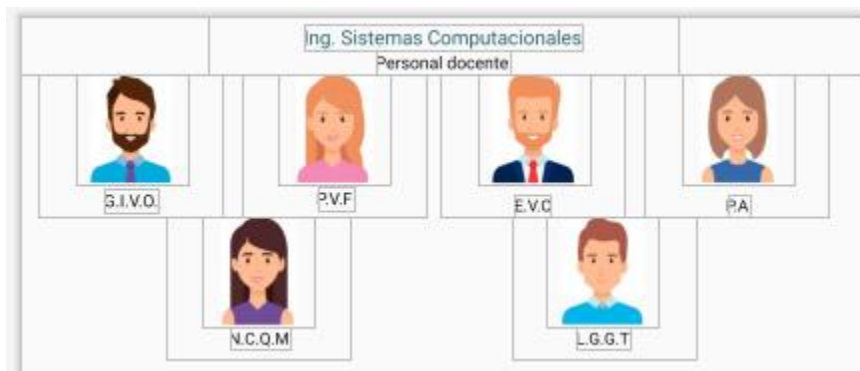 Ing. Sistemas Computacionales
Personal docente
G.I.V.O.
P.V.F
E.V.C
P.A
N.C.Q.M
L.G.G.T